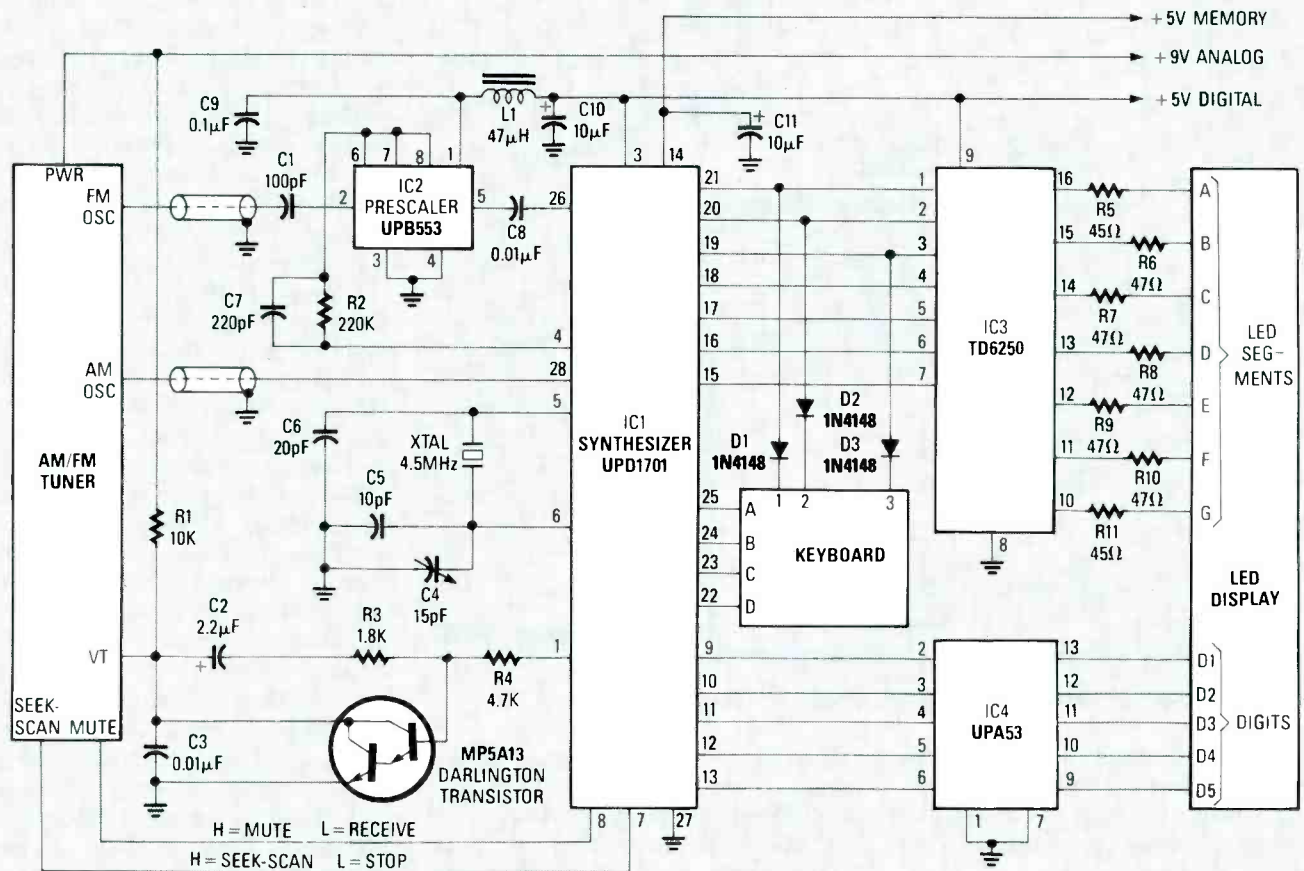 +5V MEMORY
+9V ANALOG
+5V DIGITAL
C9
0.1µF
L1
47µH
+
C10
10µF
+
C11
10µF
PWR
FM
OSC
C1
100pF
6
7
8
1
2
IC2
PRESCALER
UPB553
5
3
4
C8
0.01µF
26
3
14
C7
220pF
R2
220K
4
AM
OSC
28
5
C6
20pF
XTAL
4.5MHz
AM/FM
TUNER
C5
10pF
6
R1
10K
C4
15pF
C2
2.2µF
+
R3
1.8K
R4
4.7K
1
VT
SEEK-
SCAN MUTE
C3
0.01µF
MP5A13
DARLINGTON
TRANSISTOR
H = MUTE L = RECEIVE
H = SEEK-SCAN L = STOP
IC1
SYNTHESIZER
UPD1701
21
20
19
18
17
16
15
25
24
23
22
9
10
11
12
13
8
7
27
D1
1N4148
D2
1N4148
D3
1N4148
1
2
3
A
B
C
D
KEYBOARD
9
1
2
3
4
5
6
7
IC3
TD6250
8
16
15
14
13
12
11
10
R5
45Ω
R6
47Ω
R7
47Ω
R8
47Ω
R9
47Ω
R10
47Ω
R11
45Ω
A
B
C
D
E
F
G
LED
SEG-
MENTS
LED
DISPLAY
2
3
4
5
6
IC4
UPA53
13
12
11
10
9
1
7
D1
D2
D3
D4
D5
DIGITS